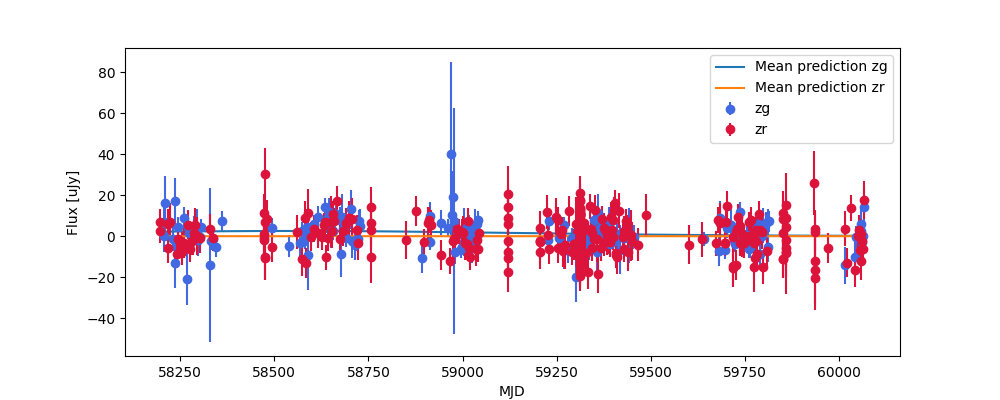 Mean prediction zg
Mean prediction zr
zg
zr
80
60
40
20
0
−20
−40
Flux [uJy]
58250
58500
58750
59000
59250
59500
59750
60000
MJD